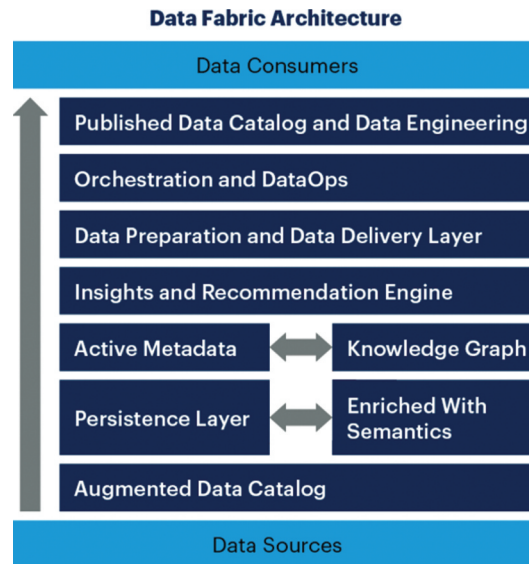 Data Fabric Architecture
Data Consumers
Published Data Catalog and Data Engineering
Orchestration and DataOps
Data Preparation and Data Delivery Layer
Insights and Recommendation Engine
Active Metadata
Knowledge Graph
Persistence Layer
Enriched With
Semantics
Augmented Data Catalog
Data Sources